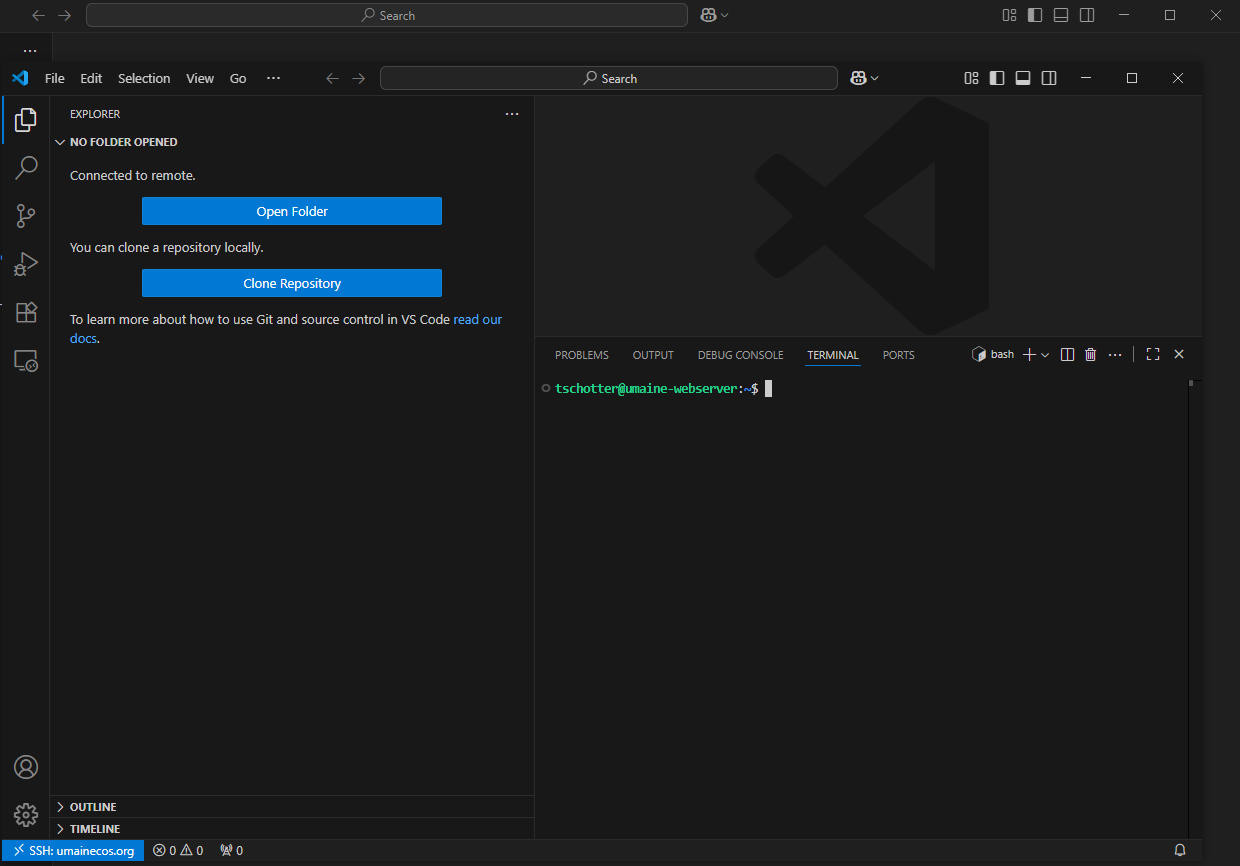 Search
...
File Edit Selection View Go ...
Search
EXPLORER
...
NO FOLDER OPENED
Connected to remote.
Open Folder
You can clone a repository locally.
Clone Repository
To learn more about how to use Git and source control in VS Code read our
docs.
PROBLEMS OUTPUT DEBUG CONSOLE TERMINAL PORTS
bash
...
tschotter@umaine-webserver:~$
OUTLINE
TIMELINE
SSH: umainecos.org 0 0 0